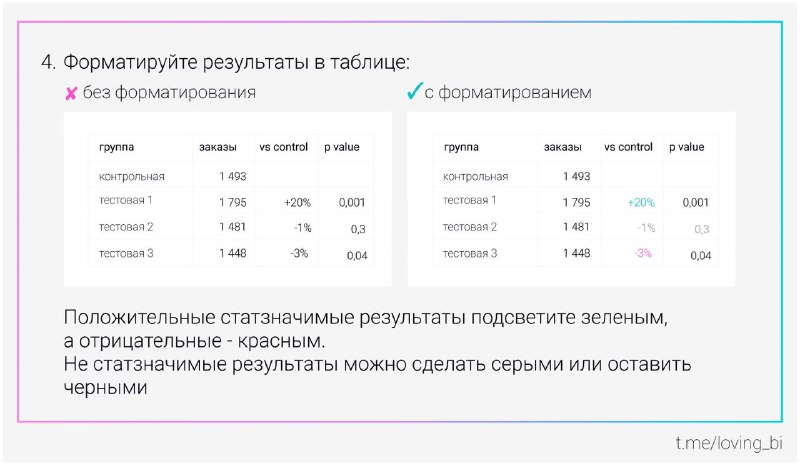 4. Форматируйте результаты в таблице:
✘ без форматирования
✓ с форматированием
группа заказы vs control p value
контрольная 1 493
тестовая 1 1 795 +20% 0,001
тестовая 2 1 481 -1% 0,3
тестовая 3 1 448 -3% 0,04
группа заказы vs control p value
контрольная 1 493
тестовая 1 1 795 +20% 0,001
тестовая 2 1 481 -1% 0,3
тестовая 3 1 448 -3% 0,04
Положительные статзначимые результаты подсветите зеленым,
а отрицательные - красным.
Не статзначимые результаты можно сделать серыми или оставить
черными
t.me/loving_bi